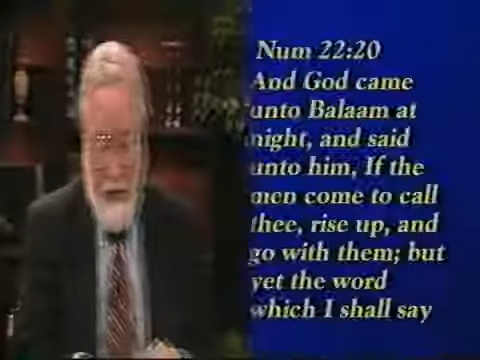 Num 22:20
And God came
unto Balaam at
night, and said
unto him, If the
men come to call
thee, rise up, and
go with them; but
yet the word
which I shall say